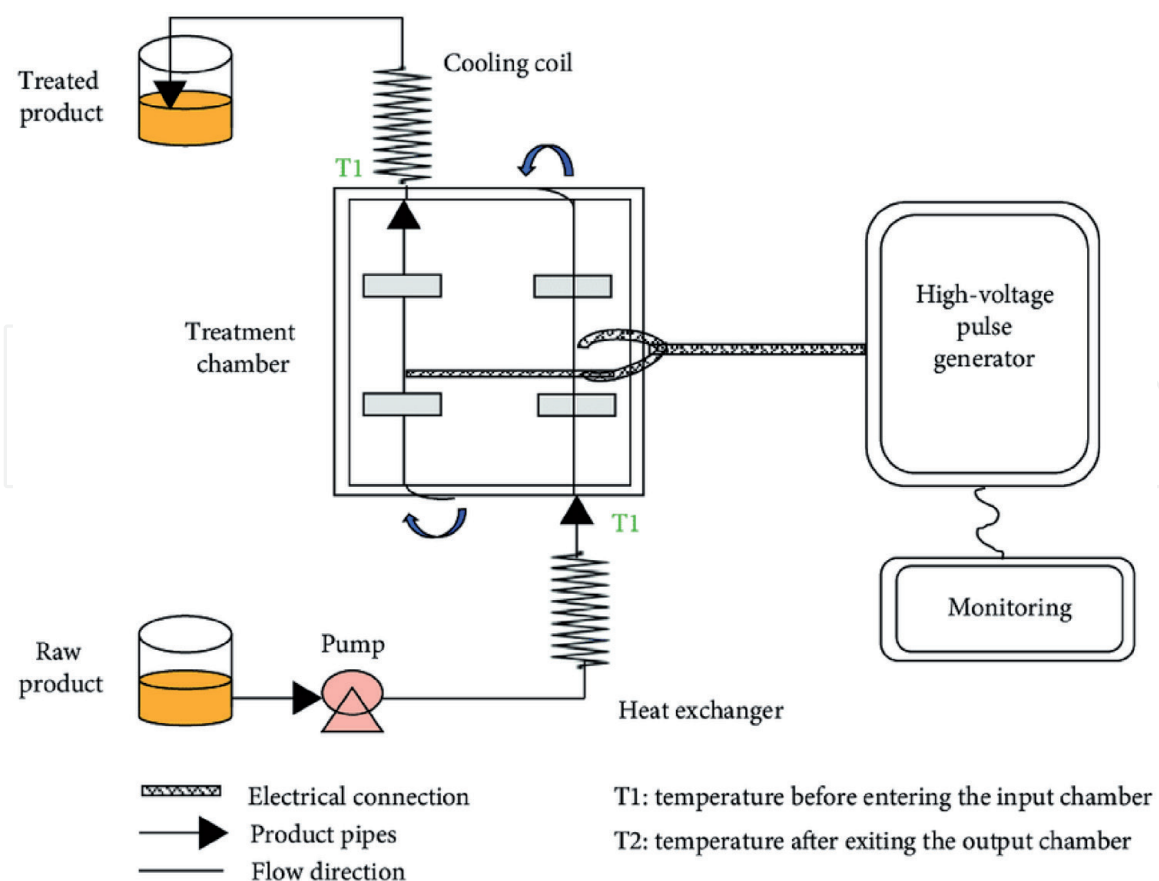 Cooling coil
Treated
product
T1
High-voltage
pulse
generator
Treatment
chamber
T1
Monitoring
Raw
product
Pump
Heat exchanger
Electrical connection
Product pipes
Flow direction
T1: temperature before entering the input chamber
T2: temperature after exiting the output chamber